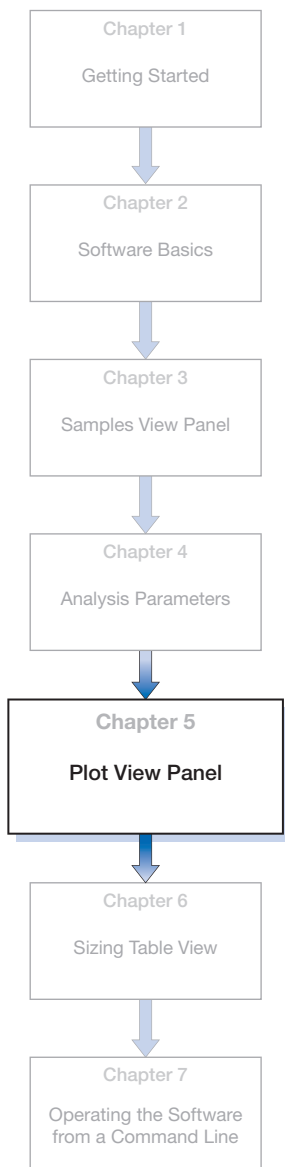 Chapter 1
Getting Started
Chapter 2
Software Basics
Chapter 3
Samples View Panel
Chapter 4
Analysis Parameters
Chapter 5
Plot View Panel
Chapter 6
Sizing Table View
Chapter 7
Operating the Software
from a Command Line